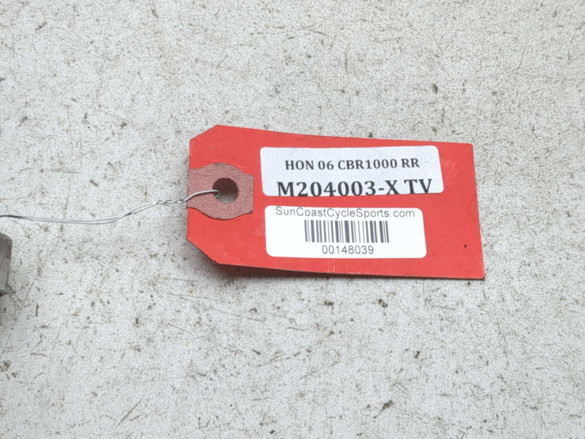 HON 06 CBR1000 RR
M204003-X TV
SunCoastCycleSports.com
00148039